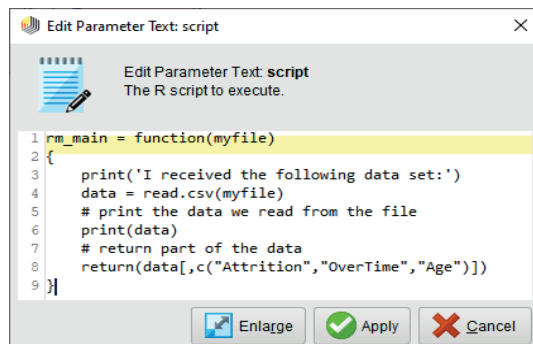 Edit Parameter Text: script
Edit Parameter Text: script
The R script to execute.
1 rm_main = function(myfile)
2 {
3     print('I received the following data set:')
4     data = read.csv(myfile)
5     # print the data we read from the file
6     print(data)
7     # return part of the data
8     return(data[,c("Attrition","OverTime","Age")])
9 }
Enlarge Apply Cancel